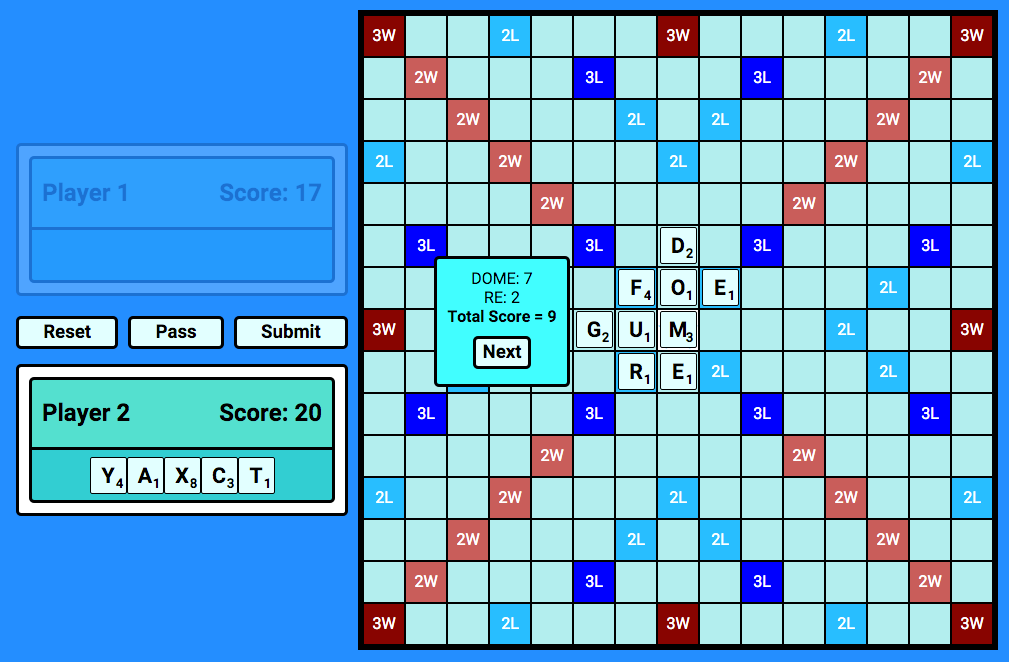 Player 1 Score: 17
Reset Pass Submit
Player 2 Score: 20
Y4 A1 X8 C3 T1
3W 2L 3W 2L 3W
2W 3L 3L 2W
2W 2L 2L 2W
2L 2W 2L 2W 2L
2W 2W
3L 3L D2 3L 3L
F4 O1 E1 2L
3W G2 U1 M3 2L 3W
R1 E1 2L 2L
3L 3L 3L 3L
2W 2W
2L 2W 2L 2W 2L
2W 2L 2L 2W
2W 3L 3L 2W
3W 2L 3W 2L 3W
DOME: 7
RE: 2
Total Score = 9
Next